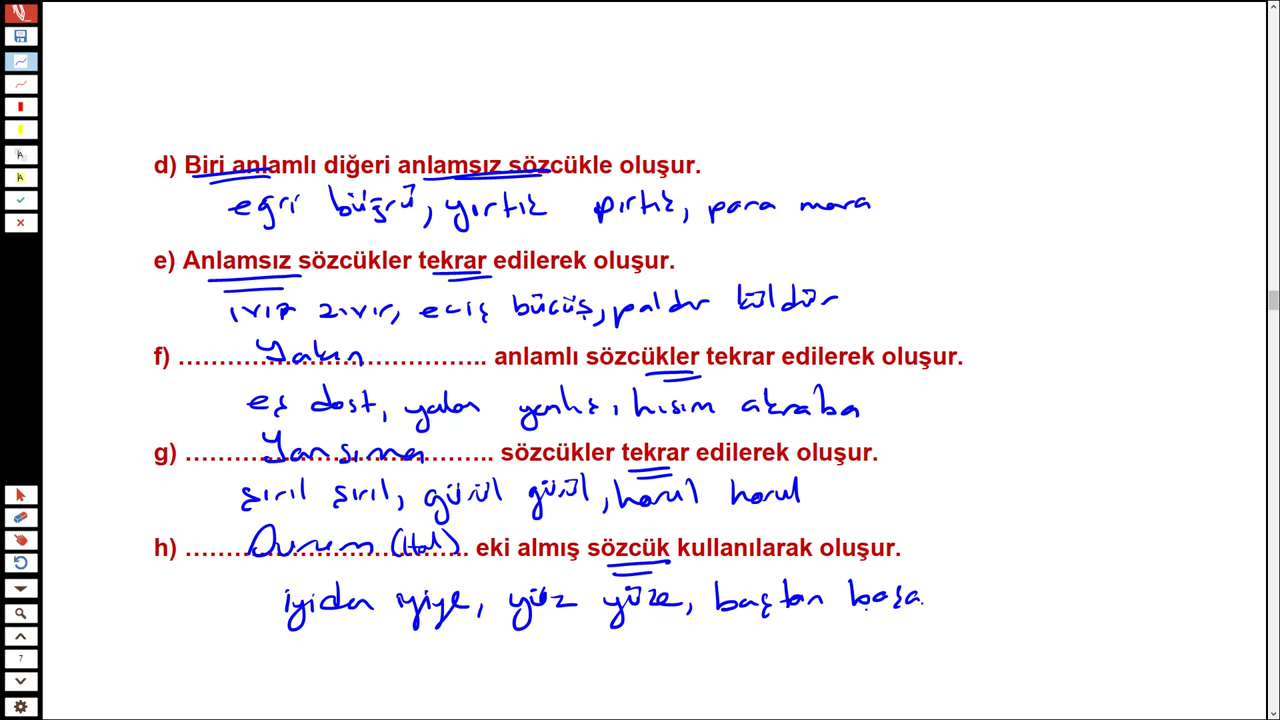 d) Biri anlamlı diğeri anlamsız sözcükle oluşur.
eğri büğrü, yırtık pırtık, para mara
e) Anlamsız sözcükler tekrar edilerek oluşur.
ıvır zıvır, eciş bücüş, paldır küldür
f) ……………Yakın………….. anlamlı sözcükler tekrar edilerek oluşur.
eş dost, yalan yanlış, hısım akraba
g) ……………Yansıma………….. sözcükler tekrar edilerek oluşur.
şırıl şırıl, gürül gürül, horul horul
h) ………Durum (Hal)……. eki almış sözcük kullanılarak oluşur.
iyiden iyiye, yüz yüze, baştan başa
7